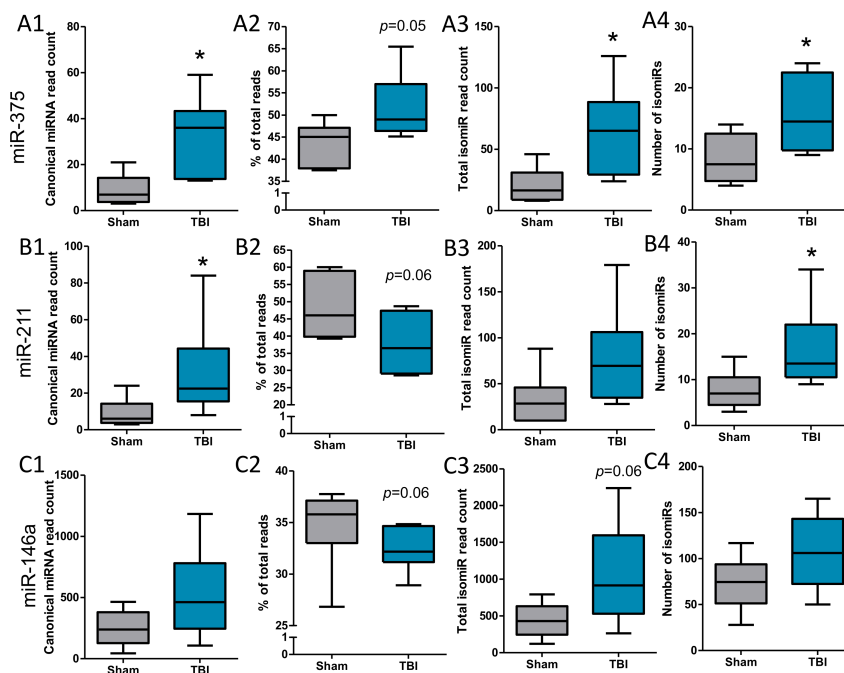 A1
A2
A3
A4
miR-375
Canonical miRNA read count
80
60
40
20
0
*
Sham
TBI
% of total reads
70
65
60
55
50
45
40
35
1
0
p=0.05
Sham
TBI
Total isomiR read count
150
100
50
0
*
Sham
TBI
Number of isomiRs
30
20
10
0
*
Sham
TBI
B1
B2
B3
B4
miR-211
Canonical miRNA read count
100
80
60
40
20
0
*
Sham
TBI
% of total reads
65
60
55
50
45
40
35
30
25
20
1
0
p=0.06
Sham
TBI
Total isomiR read count
200
150
100
50
0
Sham
TBI
Number of isomiRs
40
30
20
10
0
*
Sham
TBI
C1
C2
C3
C4
miR-146a
Canonical miRNA read count
1500
1000
500
0
Sham
TBI
% of total reads
40
35
31
25
1
0
p=0.06
Sham
TBI
Total isomiR read count
2500
2000
1500
1000
500
0
p=0.06
Sham
TBI
Number of isomiRs
200
150
100
50
0
Sham
TBI